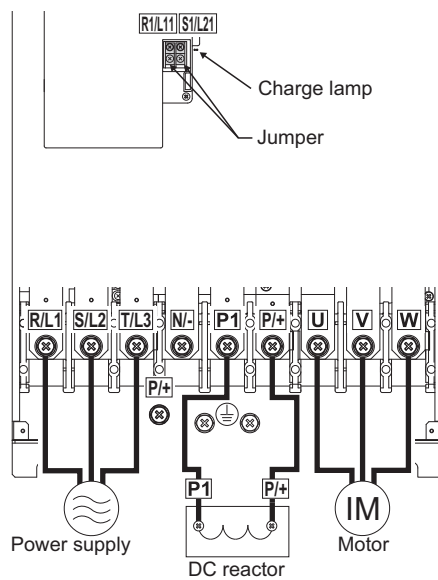 R1/L11 S1/L21
Charge lamp
Jumper
R/L1 S/L2 T/L3 N/- P1 P/+ U V W
P/+
P1 P/+
IM
Power supply
Motor
DC reactor